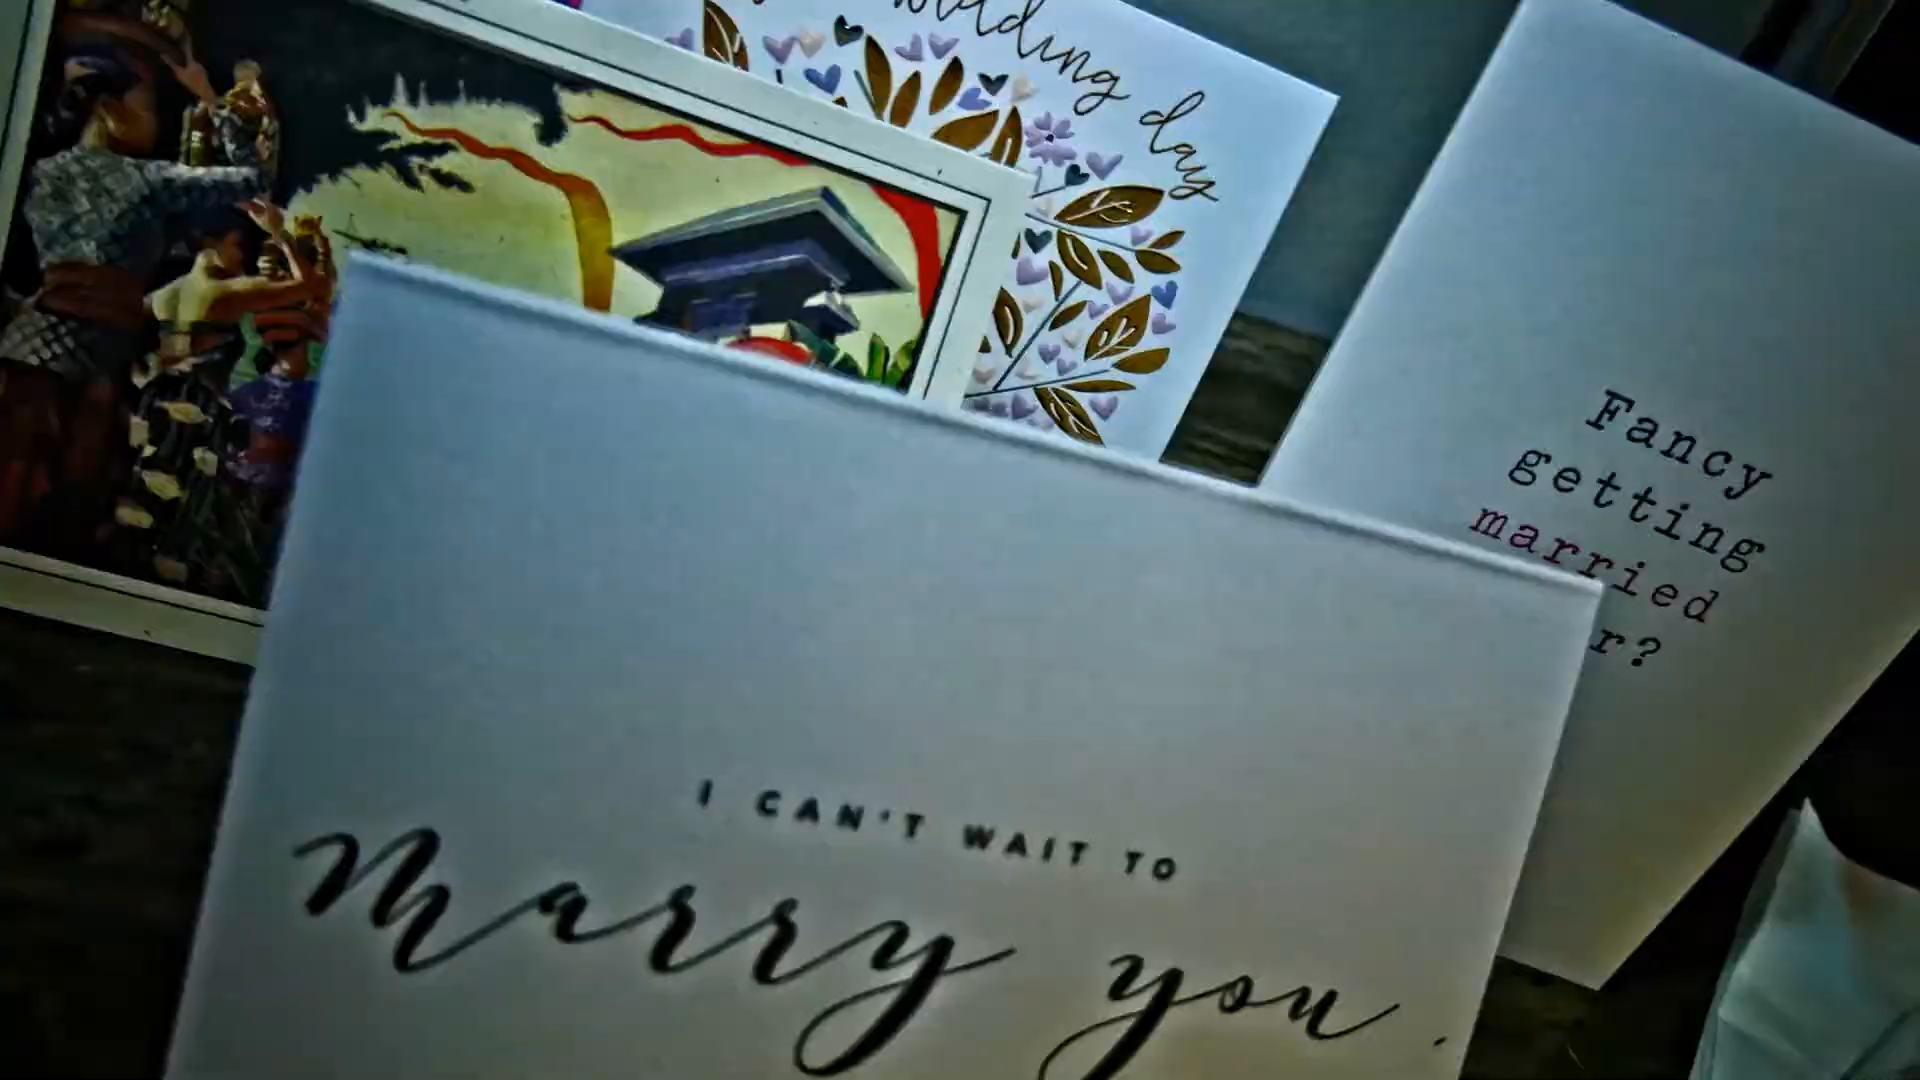 wedding day
Fancy
getting
married
r?
I CAN'T WAIT TO
Marry you